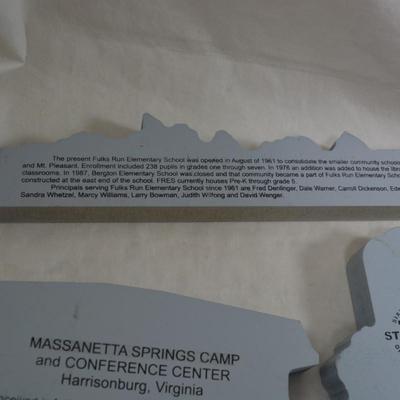 The present Fulks Run Elementary School was opened in August of 1961 to consolidate the smaller community schools
and Mt. Pleasant. Enrollment included 238 pupils in grades one through seven. In 1978 an addition was added to house the
classrooms. In 1987, Bergton Elementary School was closed and that community became a part of Fulks Run Elementary
constructed at the east end of the school. FRES currently houses Pre-K through grade 5.
Principals serving Fulks Run Elementary School since 1961 are Fred Denlinger, Dale Warner, Carroll Dickenson,
Sandra Whetzel, Marcy Williams, Larry Bowman, Judith Wilfong and David Wenger.
MASSANETTA SPRINGS CAMP
and CONFERENCE CENTER
Harrisonburg, Virginia